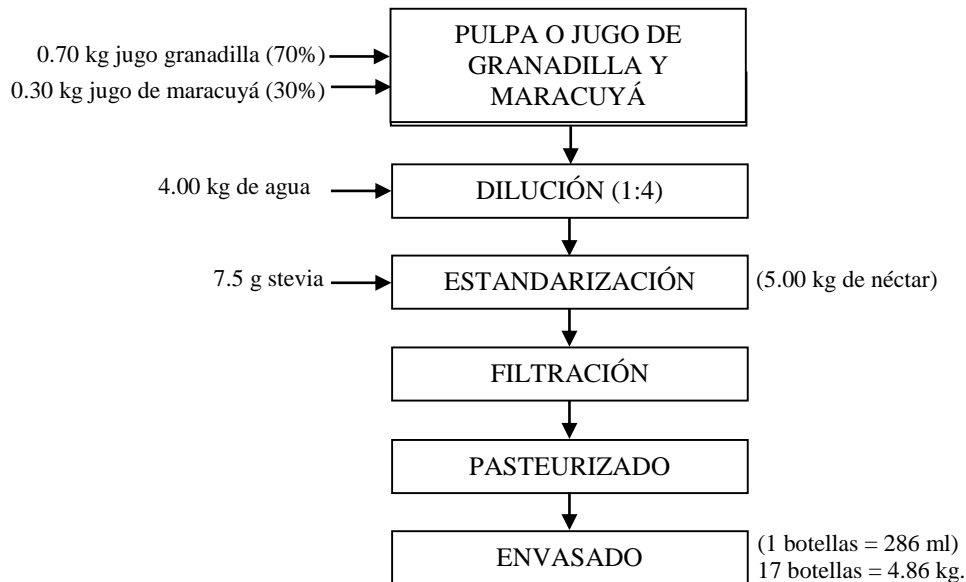 0.70 kg jugo granadilla (70%)
0.30 kg jugo de maracuyá (30%)
PULPA O JUGO DE
GRANADILLA Y
MARACUYÁ
4.00 kg de agua
DILUCIÓN (1:4)
7.5 g stevia
ESTANDARIZACIÓN
(5.00 kg de néctar)
FILTRACIÓN
PASTEURIZADO
ENVASADO
(1 botellas = 286 ml)
17 botellas = 4.86 kg.